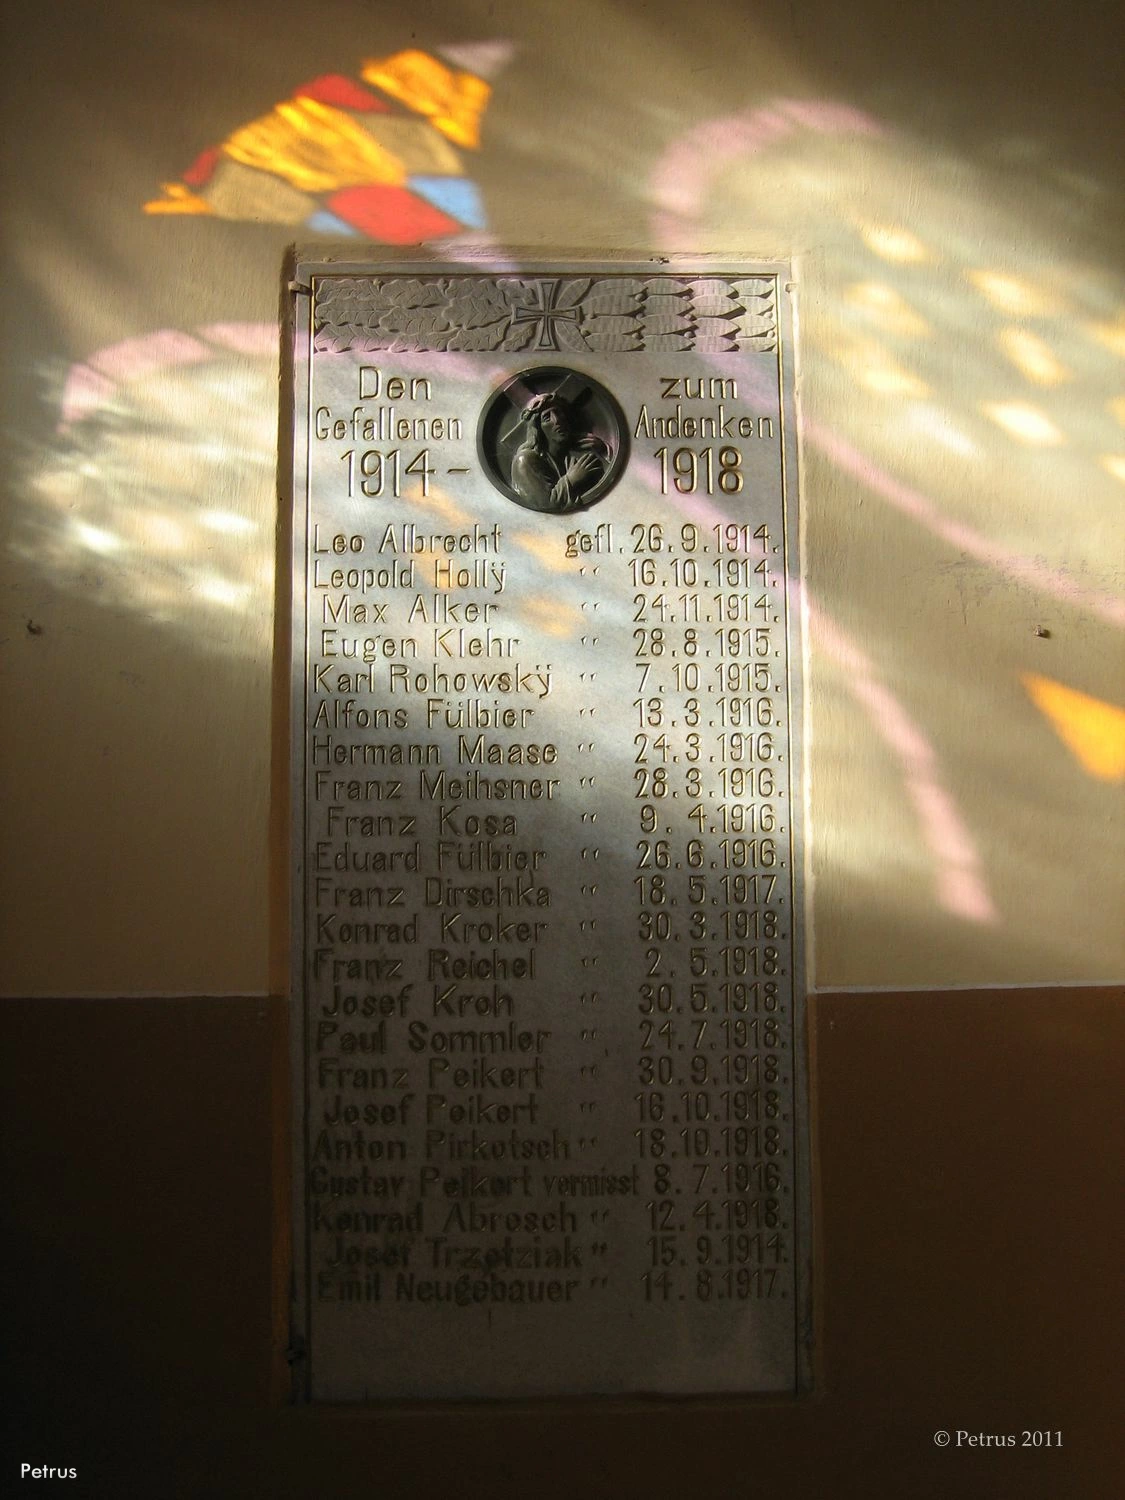 Den zum
Gefallenen Andenken
1914 – 1918
Leo Albrecht gefl. 26.9.1914.
Leopold Hollÿ " 16.10.1914.
Max Alker " 24.11.1914.
Eugen Klehr " 28.8.1915.
Karl Rohowskÿ " 7.10.1915.
Alfons Fülbier " 13.3.1916.
Hermann Maase " 24.3.1916.
Franz Meihsner " 28.3.1916.
Franz Kosa " 9.4.1916.
Eduard Fülbier " 26.6.1916.
Franz Dirschka " 18.5.1917.
Konrad Kroker " 30.3.1918.
Franz Reichel " 2.5.1918.
Josef Kroh " 30.5.1918.
Paul Sommler " 24.7.1918.
Franz Peikert " 30.9.1918.
Josef Peikert " 16.10.1918.
Anton Pirkotsch " 18.10.1918.
Gustav Peikert vermisst 8.7.1916.
Konrad Abrosch " 12.4.1918.
Josef Trzetziak " 15.9.1914.
Emil Neugebauer " 14.8.1917.
© Petrus 2011
Petrus